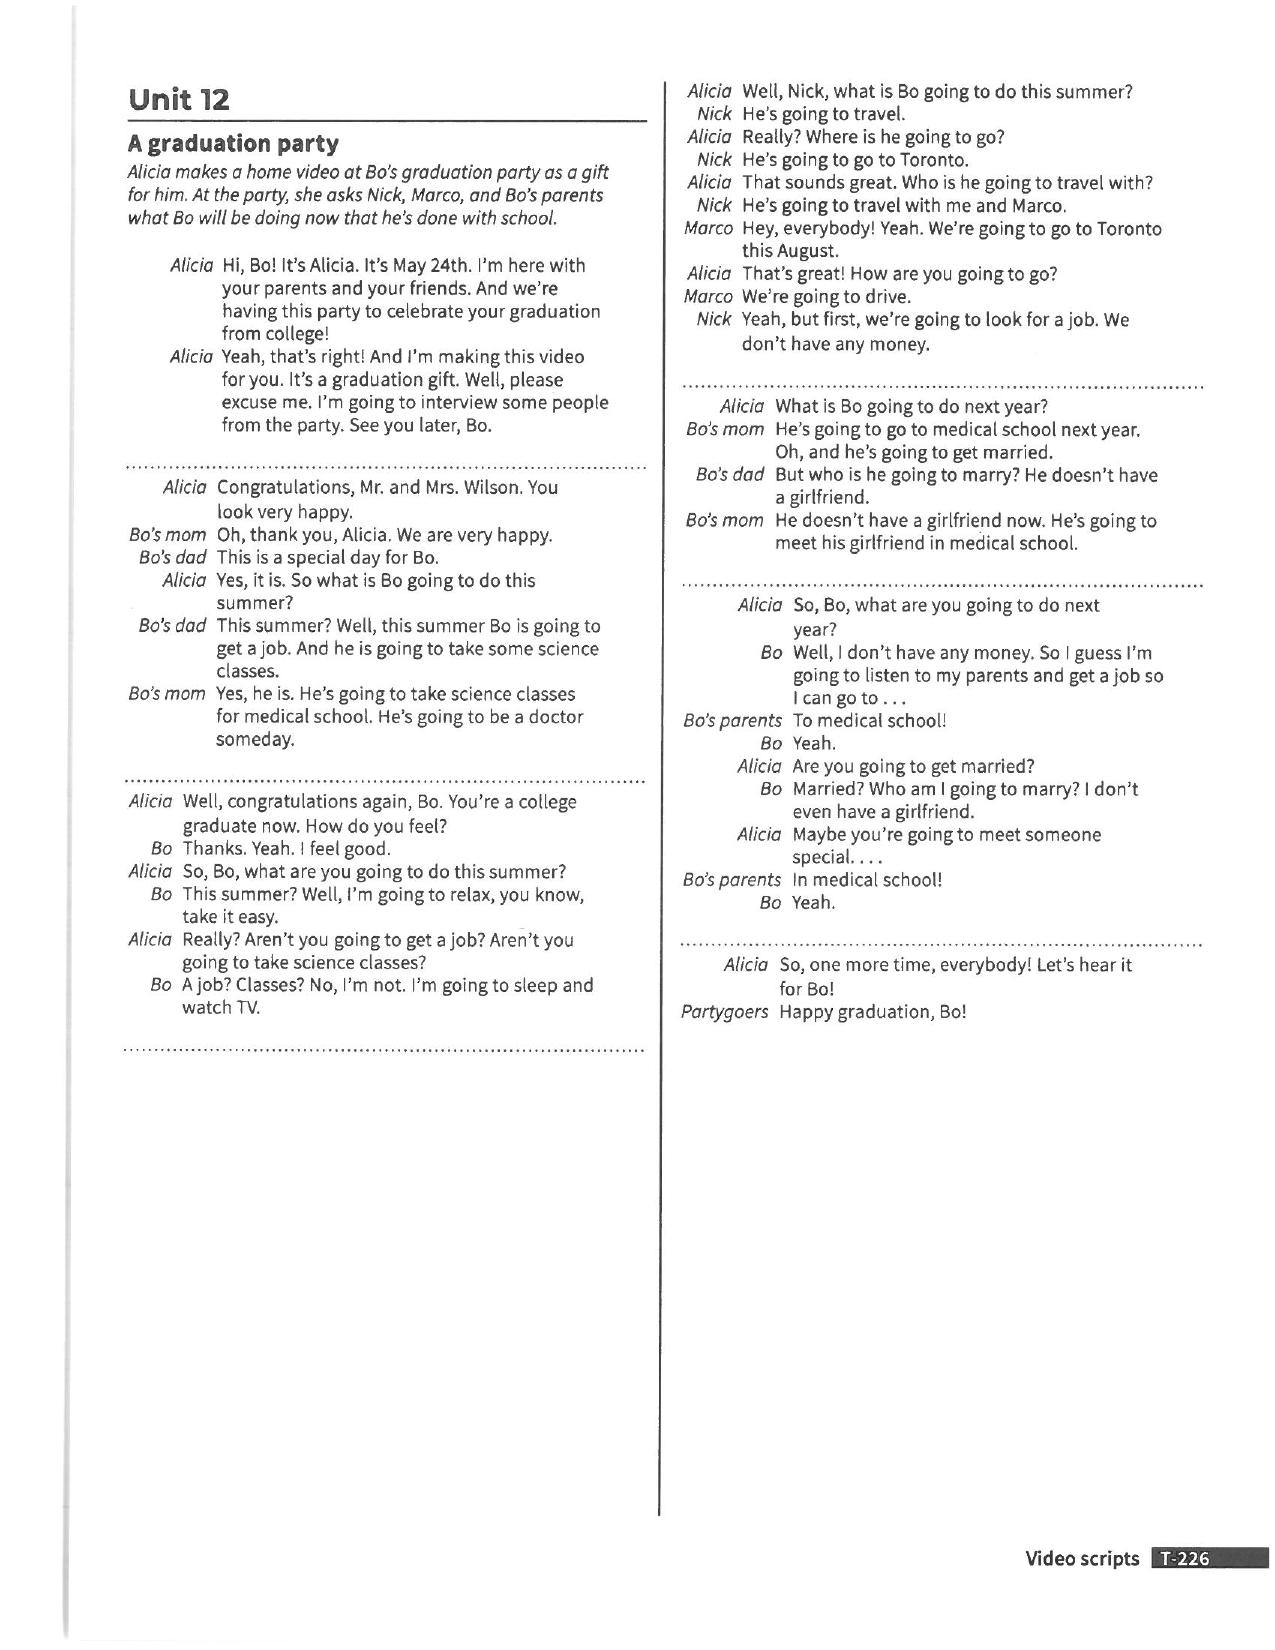 Unit 12
A graduation party
Alicia makes a home video at Bo's graduation party as a gift
for him. At the party, she asks Nick, Marco, and Bo's parents
what Bo will be doing now that he's done with school.
Alicia Hi, Bo! It's Alicia. It's May 24th. I'm here with
your parents and your friends. And we're
having this party to celebrate your graduation
from college!
Alicia Yeah, that's right! And I'm making this video
for you. It's a graduation gift. Well, please
excuse me. I'm going to interview some people
from the party. See you later, Bo.
Alicia Congratulations, Mr. and Mrs. Wilson. You
look very happy.
Bo's mom Oh, thank you, Alicia. We are very happy.
Bo's dad This is a special day for Bo.
Alicia Yes, it is. So what is Bo going to do this
summer?
Bo's dad This summer? Well, this summer Bo is going to
get a job. And he is going to take some science
classes.
Bo's mom Yes, he is. He's going to take science classes
for medical school. He's going to be a doctor
someday.
Alicia Well, congratulations again, Bo. You're a college
graduate now. How do you feel?
Bo Thanks. Yeah. I feel good.
Alicia So, Bo, what are you going to do this summer?
Bo This summer? Well, I'm going to relax, you know,
take it easy.
Alicia Really? Aren't you going to get a job? Aren't you
going to take science classes?
Bo A job? Classes? No, I'm not. I'm going to sleep and
watch TV.
Alicia Well, Nick, what is Bo going to do this summer?
Nick He's going to travel.
Alicia Really? Where is he going to go?
Nick He's going to go to Toronto.
Alicia That sounds great. Who is he going to travel with?
Nick He's going to travel with me and Marco.
Marco Hey, everybody! Yeah. We're going to go to Toronto
this August.
Alicia That's great! How are you going to go?
Marco We're going to drive.
Nick Yeah, but first, we're going to look for a job. We
don't have any money.
Alicia What is Bo going to do next year?
Bo's mom He's going to go to medical school next year.
Oh, and he's going to get married.
Bo's dad But who is he going to marry? He doesn't have
a girlfriend.
Bo's mom He doesn't have a girlfriend now. He's going to
meet his girlfriend in medical school.
Alicia So, Bo, what are you going to do next
year?
Bo Well, I don't have any money. So I guess I'm
going to listen to my parents and get a job so
I can go to . . .
Bo's parents To medical school!
Bo Yeah.
Alicia Are you going to get married?
Bo Married? Who am I going to marry? I don't
even have a girlfriend.
Alicia Maybe you're going to meet someone
special. . . .
Bo's parents In medical school!
Bo Yeah.
Alicia So, one more time, everybody! Let's hear it
for Bo!
Partygoers Happy graduation, Bo!
Video scripts T-226